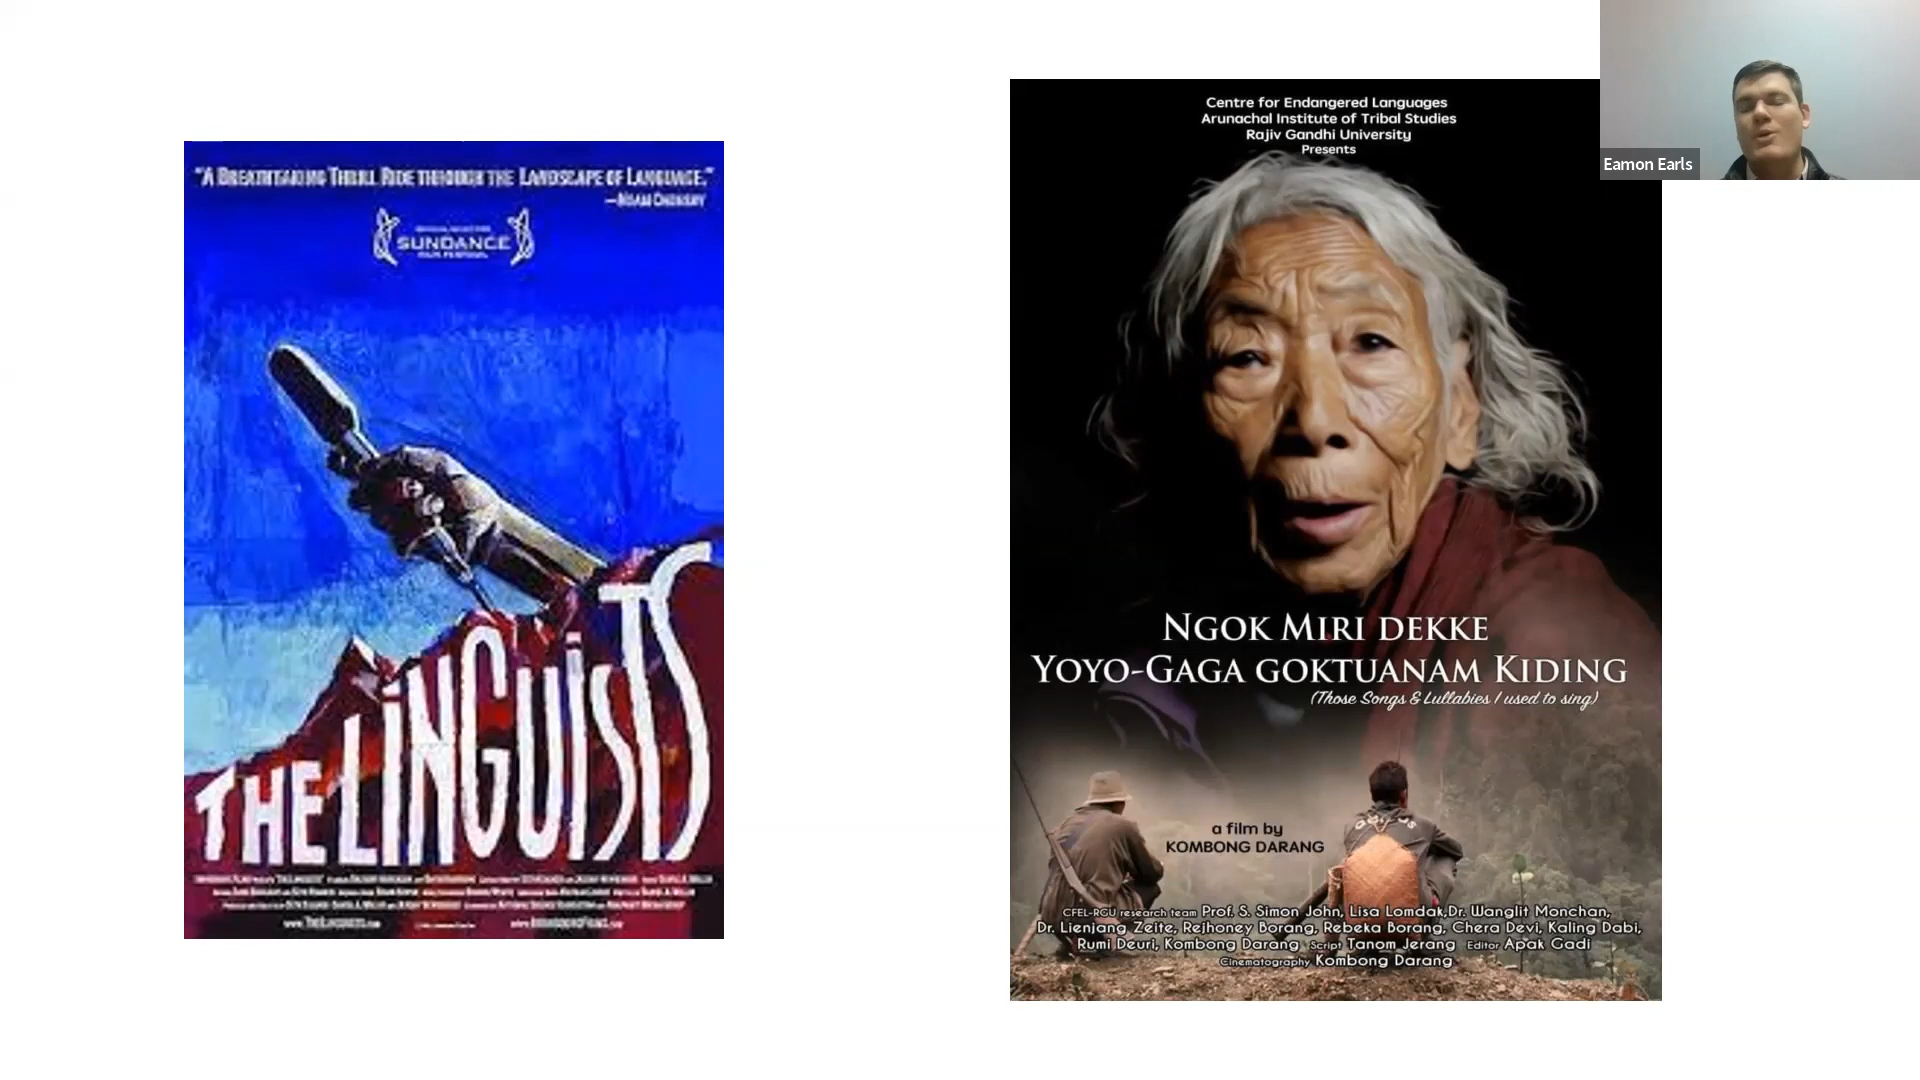 "A BREATHTAKING THRILL RIDE THROUGH THE LANDSCAPE OF LANGUAGE."
—NOAM CHOMSKY
SUNDANCE
FILM FESTIVAL
THE LINGUISTS
Centre for Endangered Languages
Arunachal Institute of Tribal Studies
Rajiv Gandhi University
Presents
NGOK MIRI DEKKE
YOYO-GAGA GOKTUANAM KIDING
(Those Songs & Lullabies I used to sing)
a film by
KOMBONG DARANG
CFEL-RGU research team Prof. S. Simon John, Lisa Lomdak,Dr. Wanglit Monchan,
Dr. Lienjang Zeite, Rejhoney Borang, Rebeka Borang, Chera Devi, Kaling Dabi,
Rumi Deuri, Kombong Darang Script Tanom Jerang Editor Apak Gadi
Cinematography Kombong Darang
Eamon Earls